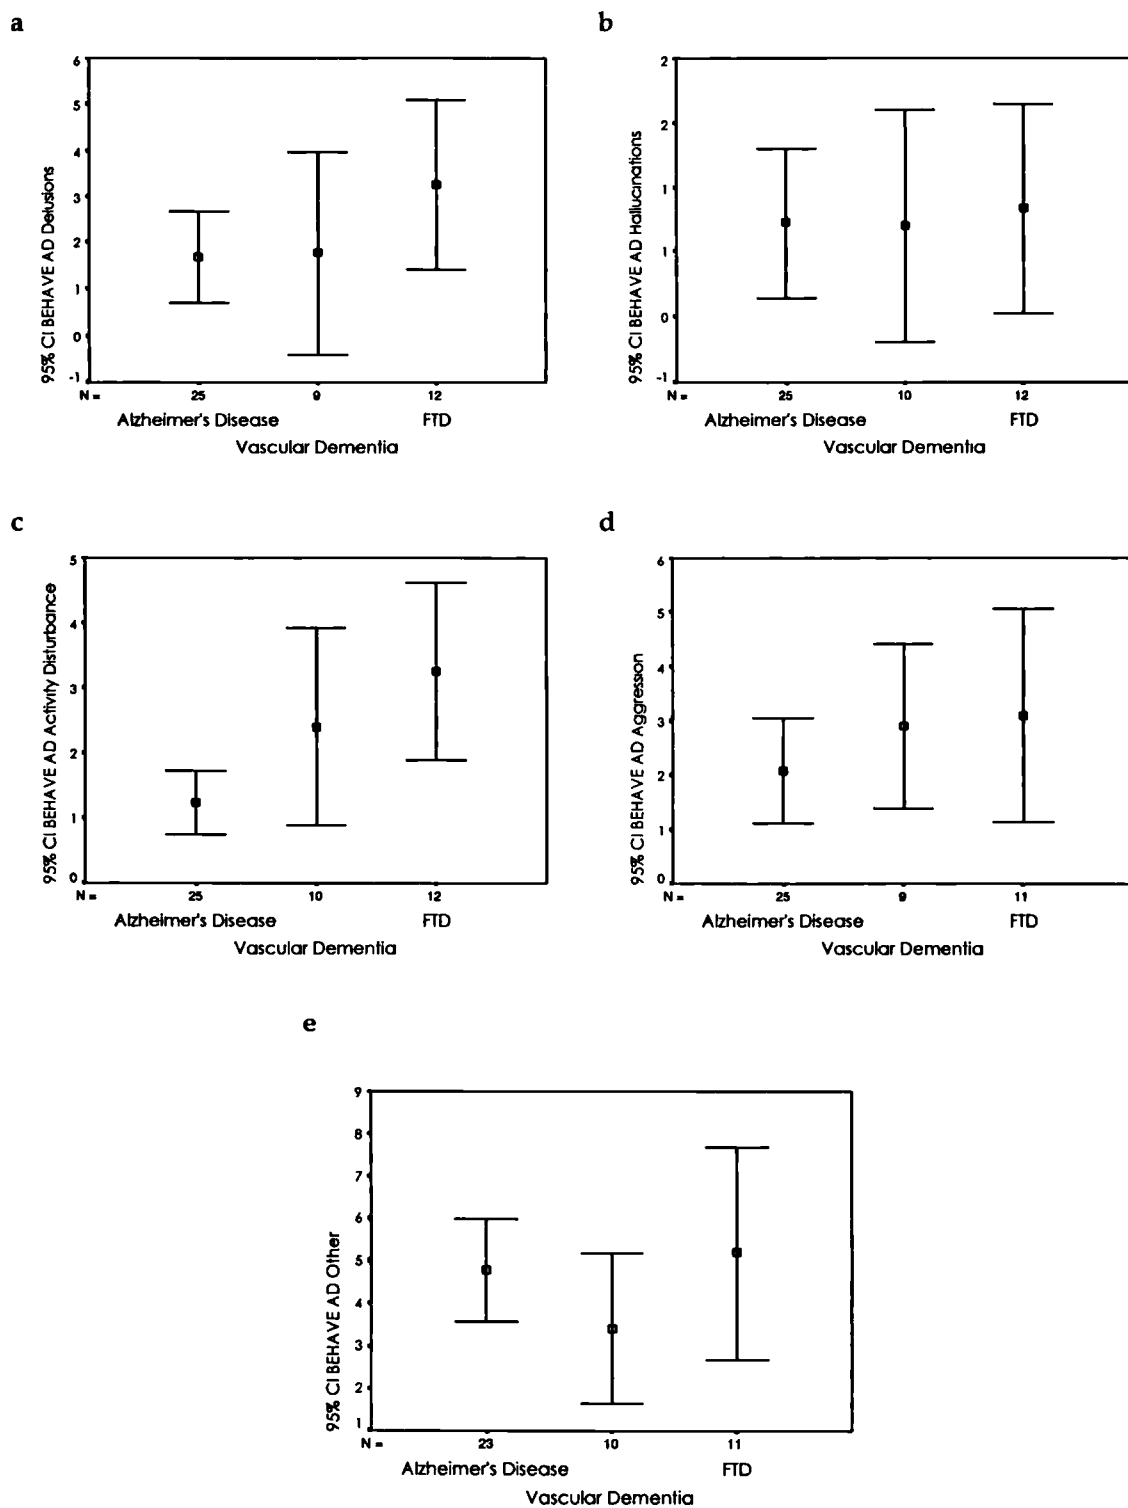 a
95% CI BEHAVE AD Delusions
6
5
4
3
2
1
0
-1
N =
25
9
12
Alzheimer's Disease
FTD
Vascular Dementia
b
95% CI BEHAVE AD Hallucinations
2
2
1
1
0
-1
N =
25
10
12
Alzheimer's Disease
FTD
Vascular Dementia
c
95% CI BEHAVE AD Activity Disturbance
5
4
3
2
1
0
N =
25
10
12
Alzheimer's Disease
FTD
Vascular Dementia
d
95% CI BEHAVE AD Aggression
6
5
4
3
2
1
0
N =
25
9
11
Alzheimer's Disease
FTD
Vascular Dementia
e
95% CI BEHAVE AD Other
9
8
7
6
5
4
3
2
1
N =
23
10
11
Alzheimer's Disease
FTD
Vascular Dementia